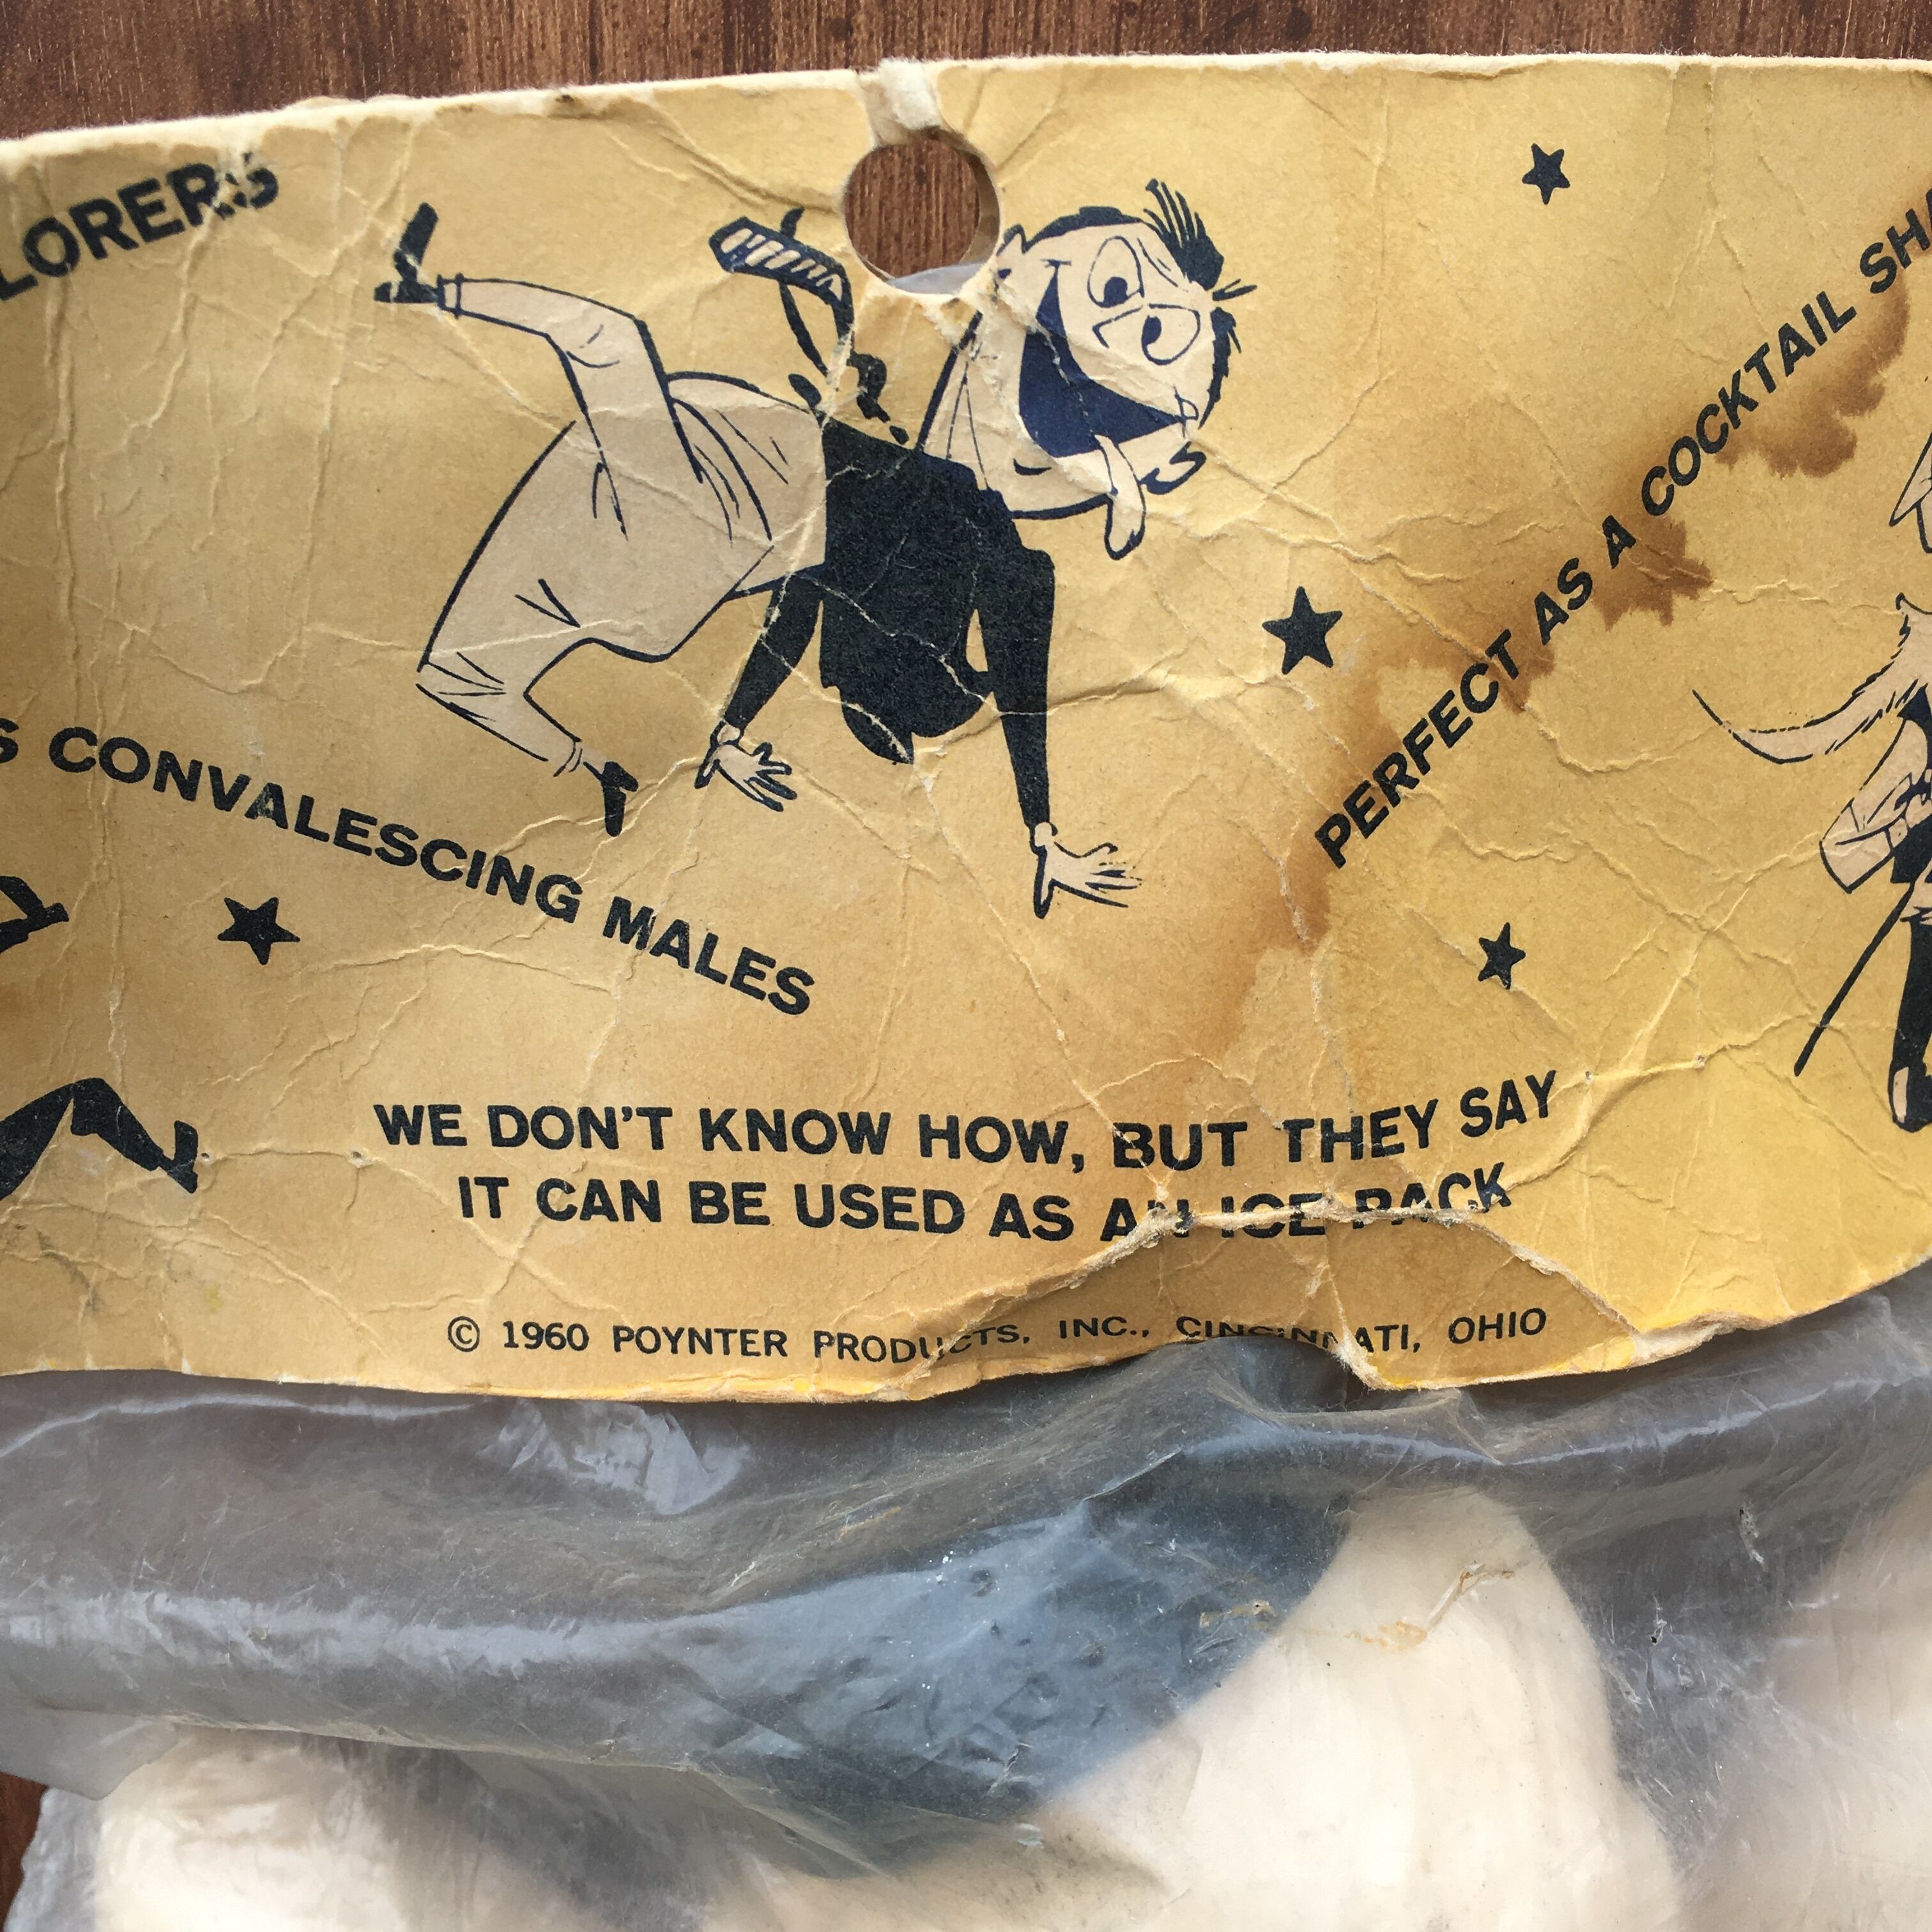 LORERS
PERFECT AS A COCKTAIL SHA
S CONVALESCING MALES
WE DON'T KNOW HOW, BUT THEY SAY
IT CAN BE USED AS AN ICE PACK
© 1960 POYNTER PRODUCTS, INC., CINCINNATI, OHIO